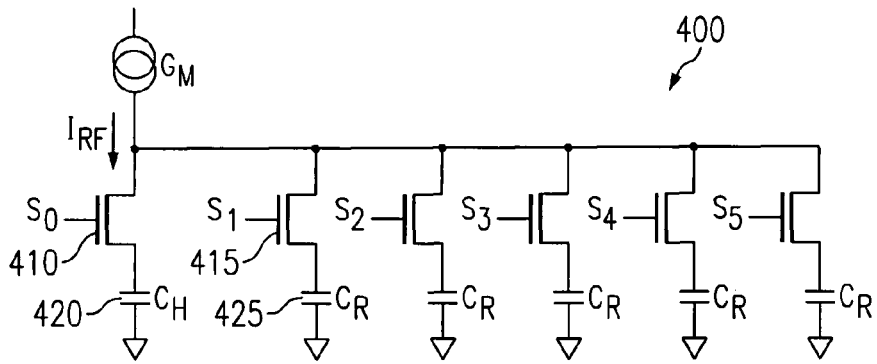 400
G_M
I_RF
S_0 S_1 S_2 S_3 S_4 S_5
410 415
420 C_H 425 C_R C_R C_R C_R C_R